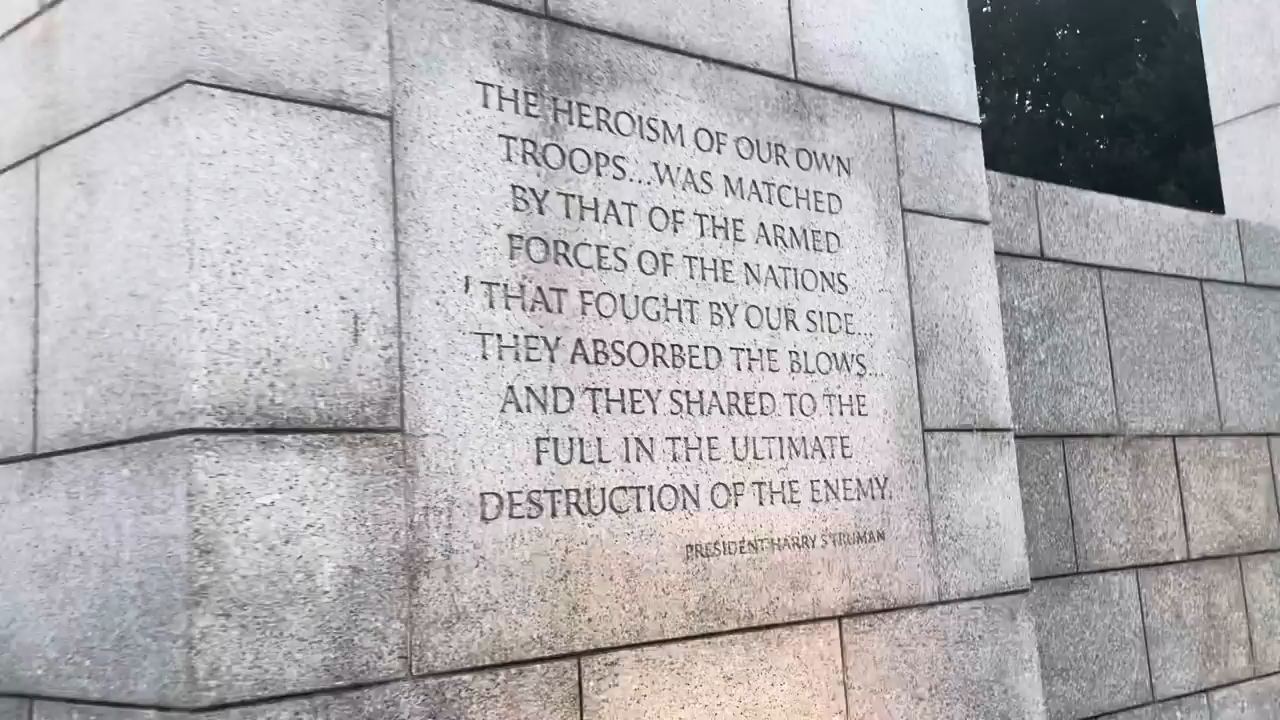 THE HEROISM OF OUR OWN
TROOPS...WAS MATCHED
BY THAT OF THE ARMED
FORCES OF THE NATIONS
THAT FOUGHT BY OUR SIDE...
THEY ABSORBED THE BLOWS...
AND THEY SHARED TO THE
FULL IN THE ULTIMATE
DESTRUCTION OF THE ENEMY.
PRESIDENT HARRY S TRUMAN